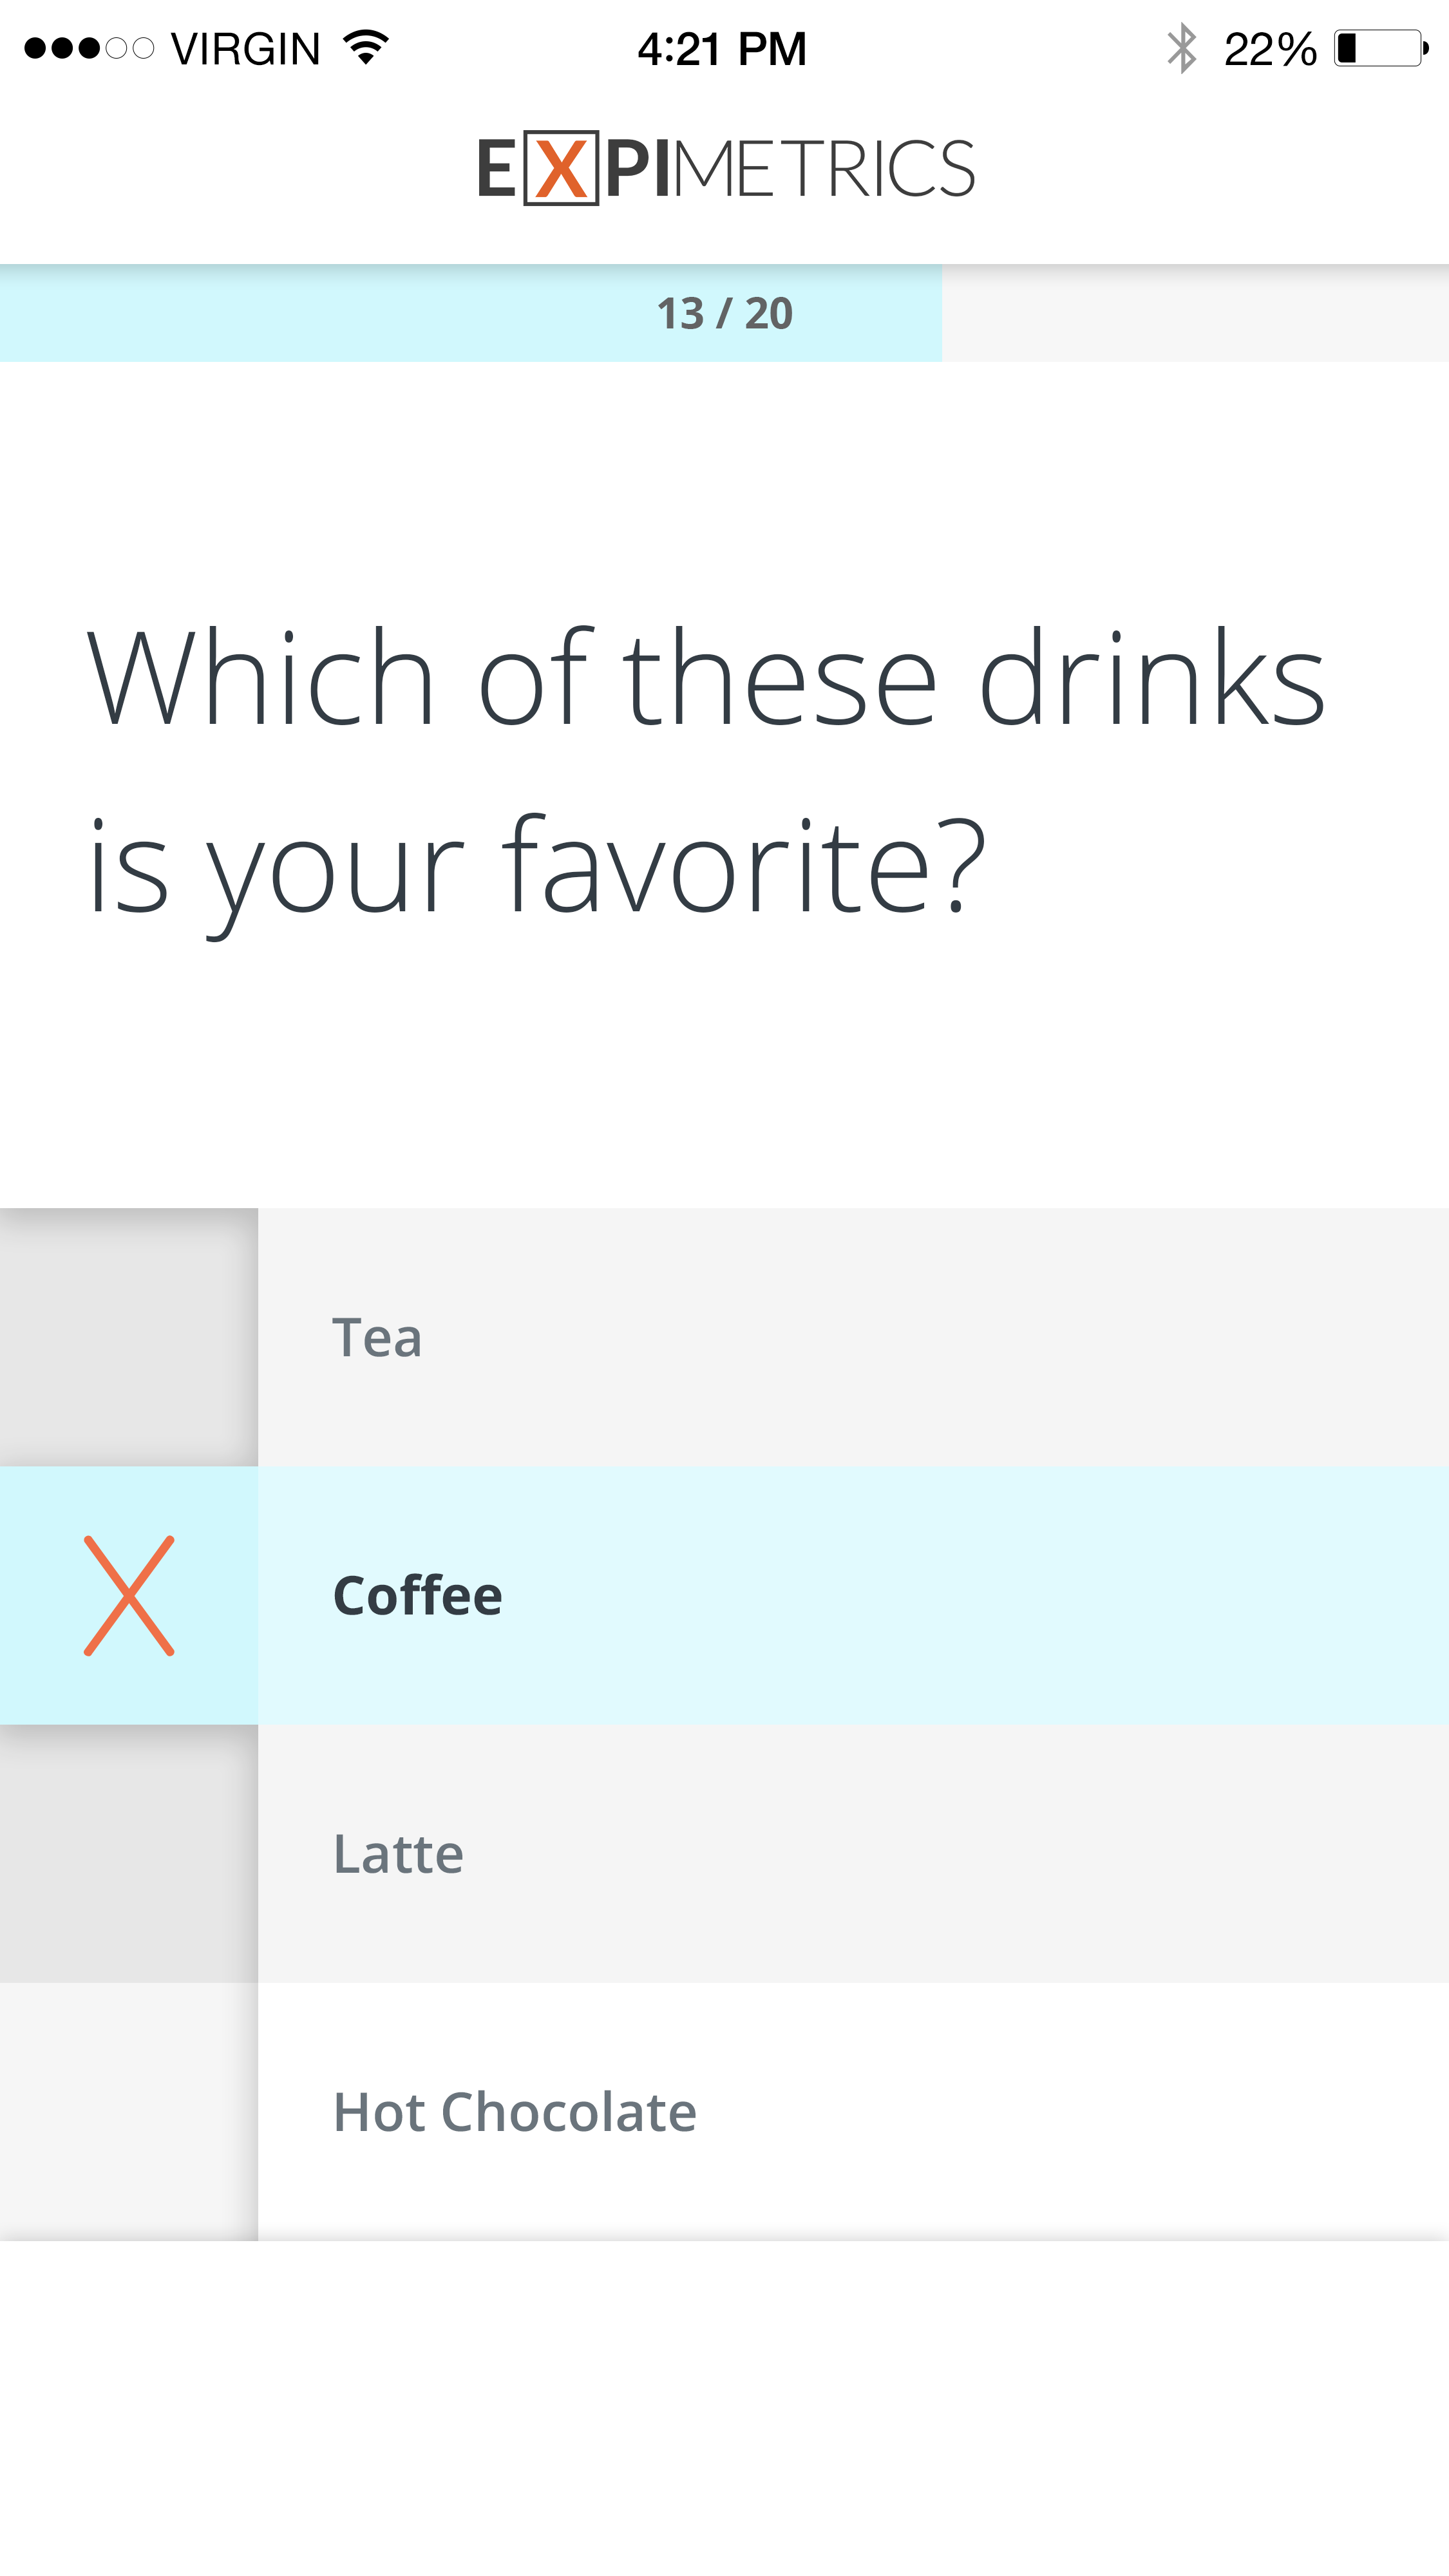 VIRGIN 4:21 PM 22%
EXPIMETRICS
13 / 20
Which of these drinks
is your favorite?
Tea
Coffee
Latte
Hot Chocolate